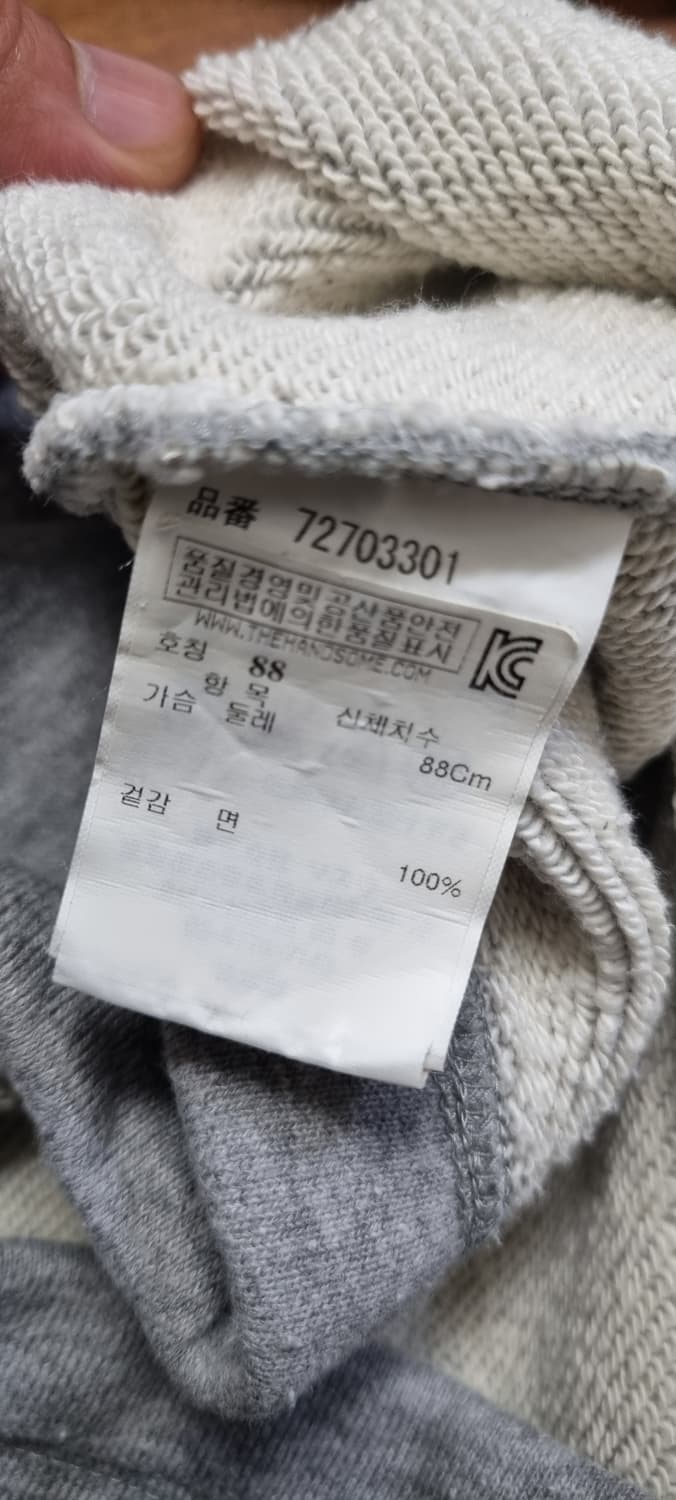 品番 72703301
품질경영및공산품안전
관리법에의한품질표시
WWW.THEHANDSOME.COM
호칭 88
항 목 신체치수
가슴 둘레 88Cm
겉감 면 100%